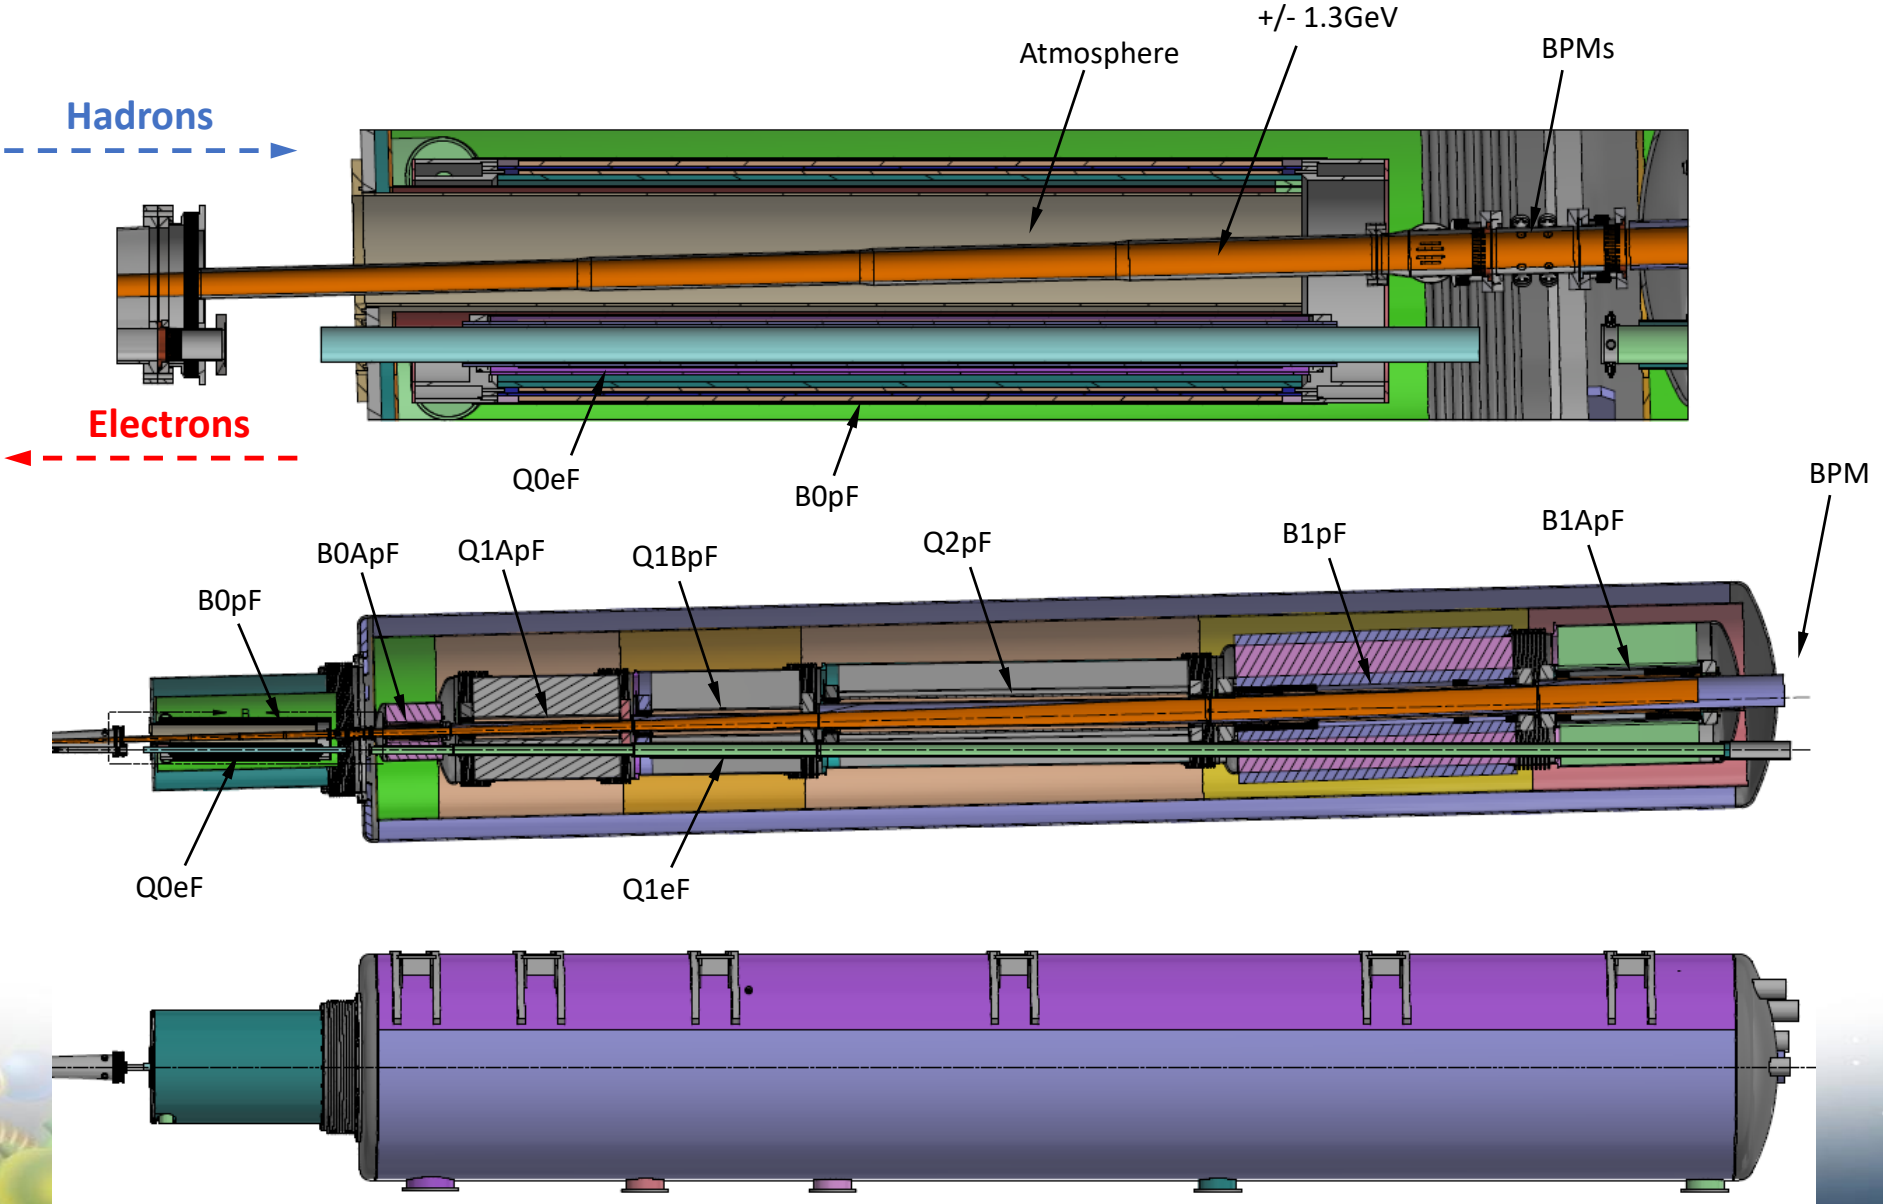 +/- 1.3GeV
Atmosphere
BPMs
Hadrons
Electrons
Q0eF
B0pF
BPM
B0ApF
Q1ApF
Q1BpF
Q2pF
B1pF
B1ApF
B0pF
B
Q0eF
Q1eF